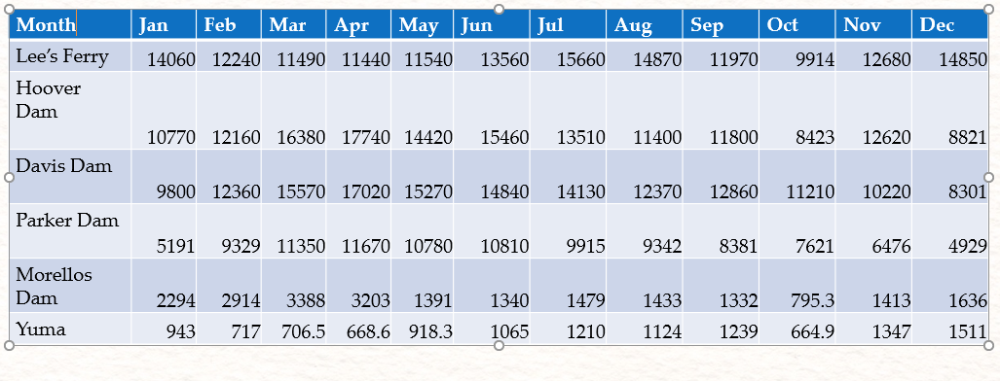 Month Jan Feb Mar Apr May Jun Jul Aug Sep Oct Nov Dec
Lee's Ferry 14060 12240 11490 11440 11540 13560 15660 14870 11970 9914 12680 14850
Hoover
Dam
10770 12160 16380 17740 14420 15460 13510 11400 11800 8423 12620 8821
Davis Dam
9800 12360 15570 17020 15270 14840 14130 12370 12860 11210 10220 8301
Parker Dam
5191 9329 11350 11670 10780 10810 9915 9342 8381 7621 6476 4929
Morellos
Dam 2294 2914 3388 3203 1391 1340 1479 1433 1332 795.3 1413 1636
Yuma 943 717 706.5 668.6 918.3 1065 1210 1124 1239 664.9 1347 1511